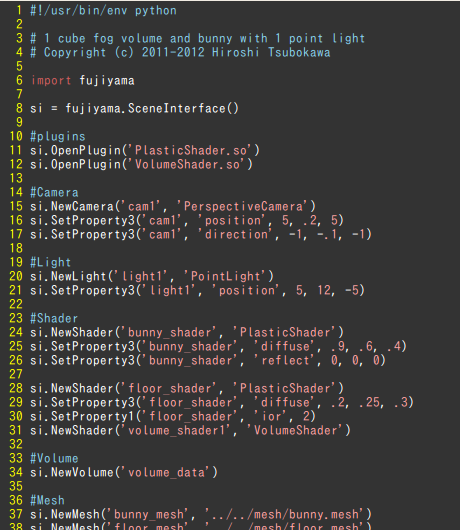 1 #!/usr/bin/env python
2
3 # 1 cube fog volume and bunny with 1 point light
4 # Copyright (c) 2011-2012 Hiroshi Tsubokawa
5
6 import fujiyama
7
8 si = fujiyama.SceneInterface()
9
10 #plugins
11 si.OpenPlugin('PlasticShader.so')
12 si.OpenPlugin('VolumeShader.so')
13
14 #Camera
15 si.NewCamera('cam1', 'PerspectiveCamera')
16 si.SetProperty3('cam1', 'position', 5, .2, 5)
17 si.SetProperty3('cam1', 'direction', -1, -.1, -1)
18
19 #Light
20 si.NewLight('light1', 'PointLight')
21 si.SetProperty3('light1', 'position', 5, 12, -5)
22
23 #Shader
24 si.NewShader('bunny_shader', 'PlasticShader')
25 si.SetProperty3('bunny_shader', 'diffuse', .9, .6, .4)
26 si.SetProperty3('bunny_shader', 'reflect', 0, 0, 0)
27
28 si.NewShader('floor_shader', 'PlasticShader')
29 si.SetProperty3('floor_shader', 'diffuse', .2, .25, .3)
30 si.SetProperty1('floor_shader', 'ior', 2)
31 si.NewShader('volume_shader1', 'VolumeShader')
32
33 #Volume
34 si.NewVolume('volume_data')
35
36 #Mesh
37 si.NewMesh('bunny_mesh', '../../mesh/bunny.mesh')
38 si.NewMesh('floor_mesh', '../../mesh/floor.mesh')